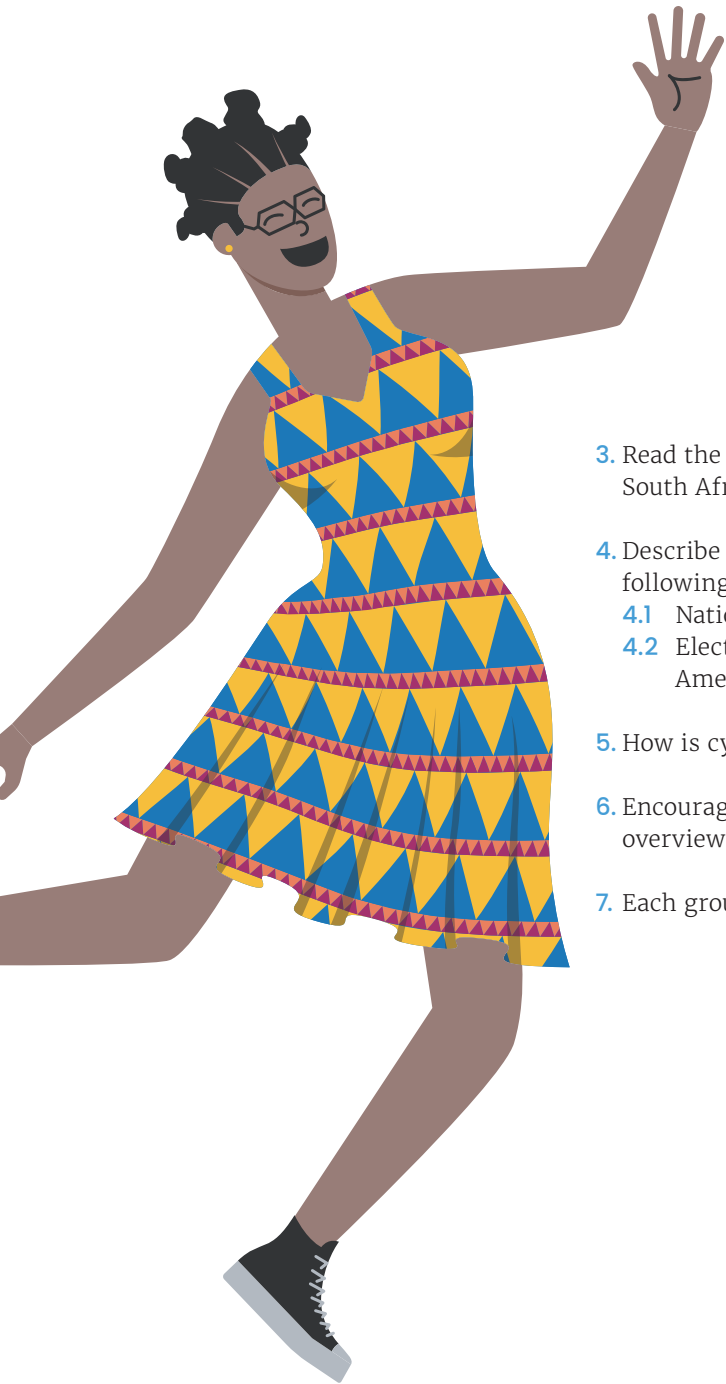 3. Read the
South Afr
4. Describe
following
4.1 Natio
4.2 Elect
Ame
5. How is cy
6. Encourag
overview
7. Each grou